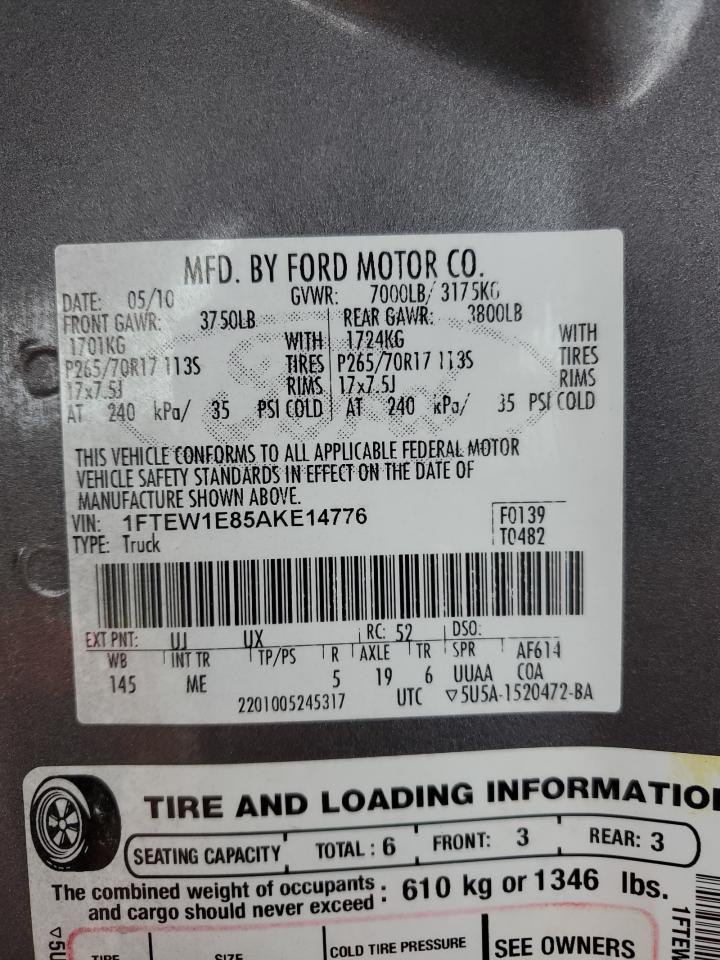 MFD. BY FORD MOTOR CO.
DATE: 05/10 GVWR: 7000LB/ 3175KG
FRONT GAWR: 3750LB REAR GAWR: 3800LB
1701KG WITH 1724KG WITH
P265/70R17 113S TIRES P265/70R17 113S TIRES
17x7.5J RIMS 17x7.5J RIMS
AT 240 kPa/ 35 PSI COLD AT 240 kPa/ 35 PSI COLD
THIS VEHICLE CONFORMS TO ALL APPLICABLE FEDERAL MOTOR
VEHICLE SAFETY STANDARDS IN EFFECT ON THE DATE OF
MANUFACTURE SHOWN ABOVE.
VIN: 1FTEW1E85AKE14776 F0139
TYPE: Truck T0482
EXT PNT: UJ UX RC: 52 DSO:
WB INT TR TP/PS R AXLE TR SPR AF614
145 ME 5 19 6 UUAA COA
2201005245317 UTC ▽5U5A-1520472-BA
TIRE AND LOADING INFORMATIO
SEATING CAPACITY TOTAL : 6 FRONT: 3 REAR: 3
The combined weight of occupants : 610 kg or 1346 lbs.
and cargo should never exceed
TIRE SIZE COLD TIRE PRESSURE SEE OWNERS
▽5U
1FTEW